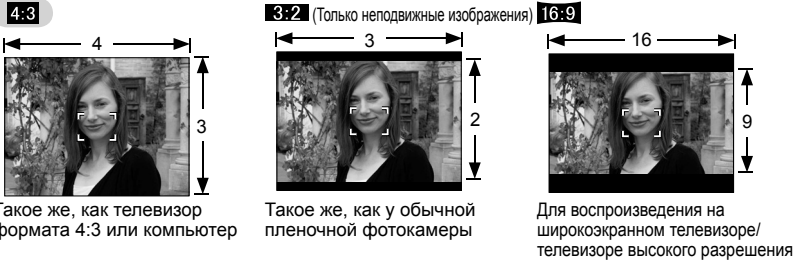 4:3
4
3
Такое же, как телевизор
формата 4:3 или компьютер
3:2 (Только неподвижные изображения)
3
2
Такое же, как у обычной
пленочной фотокамеры
16:9
16
9
Для воспроизведения на
широкоэкранном телевизоре/
телевизоре высокого разрешения